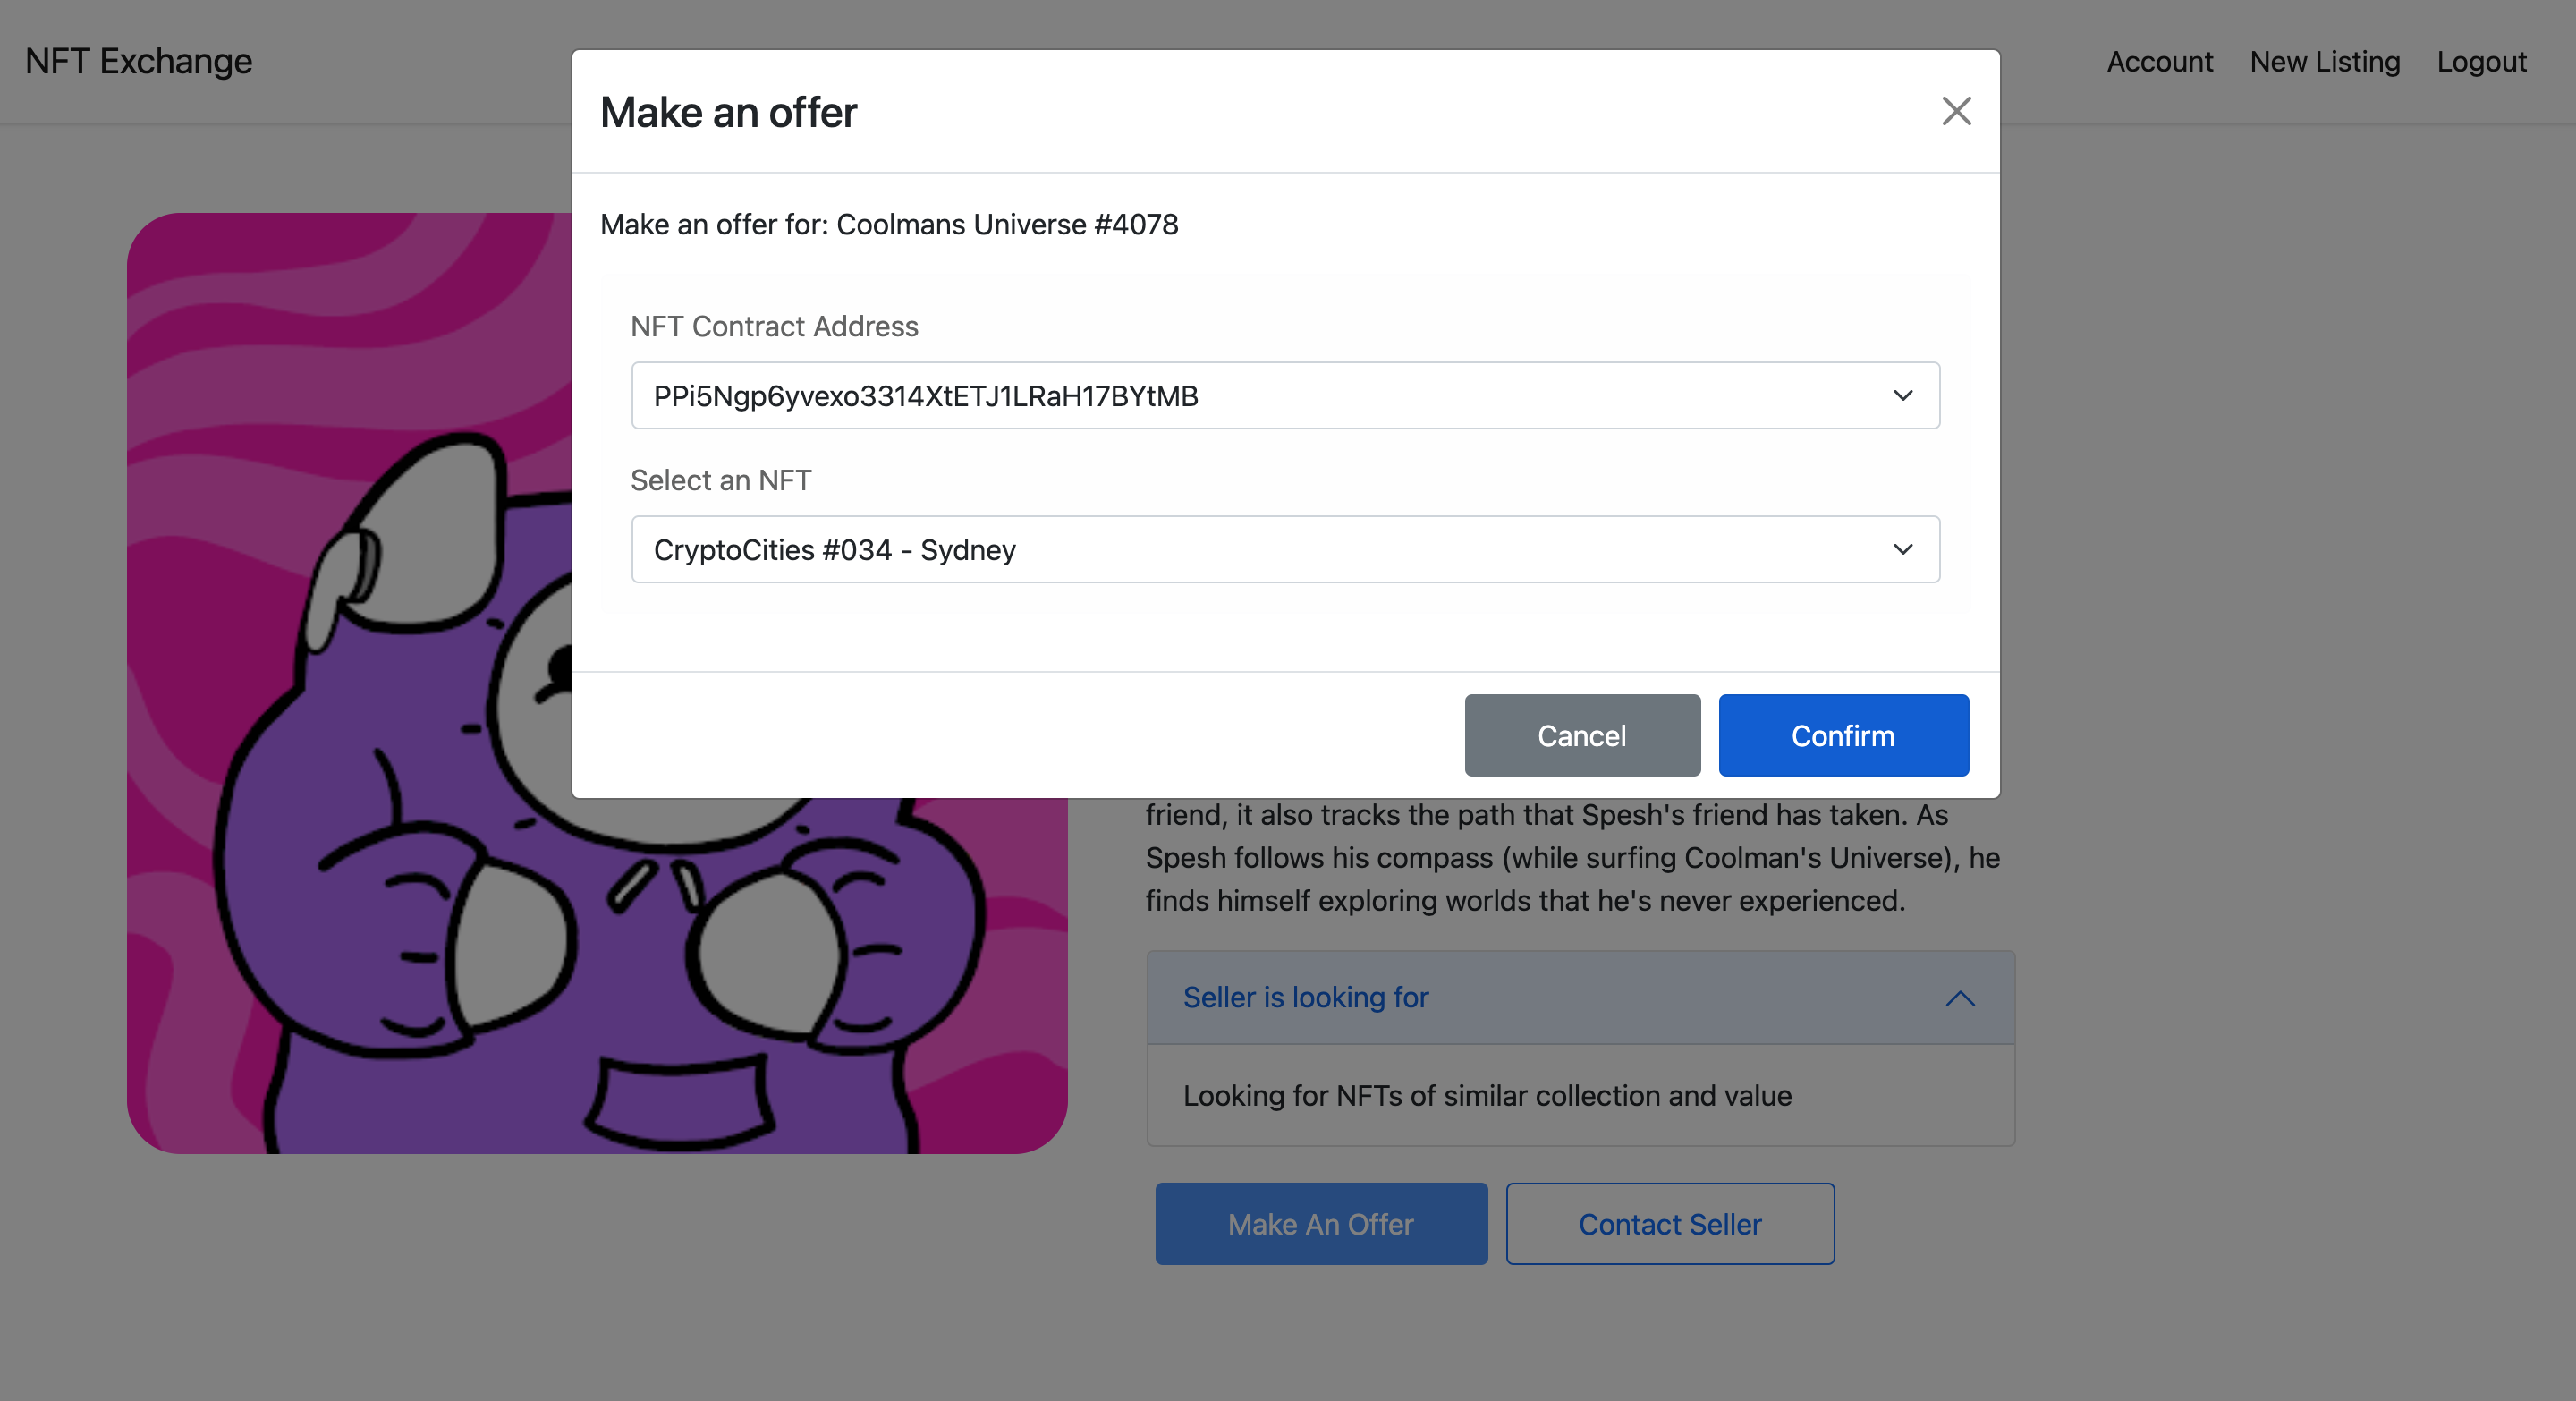 NFT Exchange
Account
New Listing
Logout
Make an offer
Make an offer for: Coolmans Universe #4078
NFT Contract Address
PPi5Ngp6yvexo3314XtETJ1LRaH17BYtMB
Select an NFT
CryptoCities #034 - Sydney
Cancel
Confirm
friend, it also tracks the path that Spesh's friend has taken. As
Spesh follows his compass (while surfing Coolman's Universe), he
finds himself exploring worlds that he's never experienced.
Seller is looking for
Looking for NFTs of similar collection and value
Make An Offer
Contact Seller